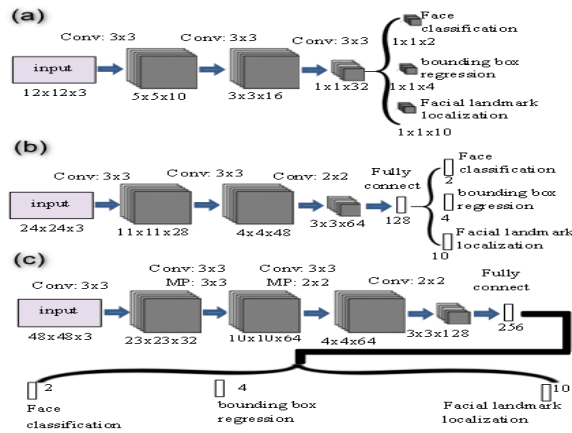 (a)
Conv: 3x3
Conv: 3x3
Conv: 3x3
input
12x12x3
5x5x10
3x3x16
1x1x32
Face
classification
1x1x2
bounding box
regression
1x1x4
Facial landmark
localization
1x1x10
(b)
Conv: 3x3
Conv: 3x3
Conv: 2x2
Fully
connect
input
24x24x3
11x11x28
4x4x48
3x3x64
128
Face
classification
2
bounding box
regression
4
Facial landmark
localization
10
(c)
Conv: 3x3
Conv: 3x3
MP: 3x3
Conv: 3x3
MP: 2x2
Conv: 2x2
Fully
connect
input
48x48x3
23x23x32
10x10x64
4x4x64
3x3x128
256
2
Face
classification
4
bounding box
regression
10
Facial landmark
localization